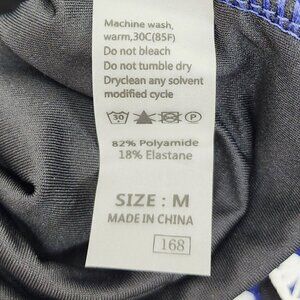 Machine wash,
warm,30C(85F)
Do not bleach
Do not tumble dry
Dryclean any solvent
modified cycle
30 P
82% Polyamide
18% Elastane
SIZE : M
MADE IN CHINA
168